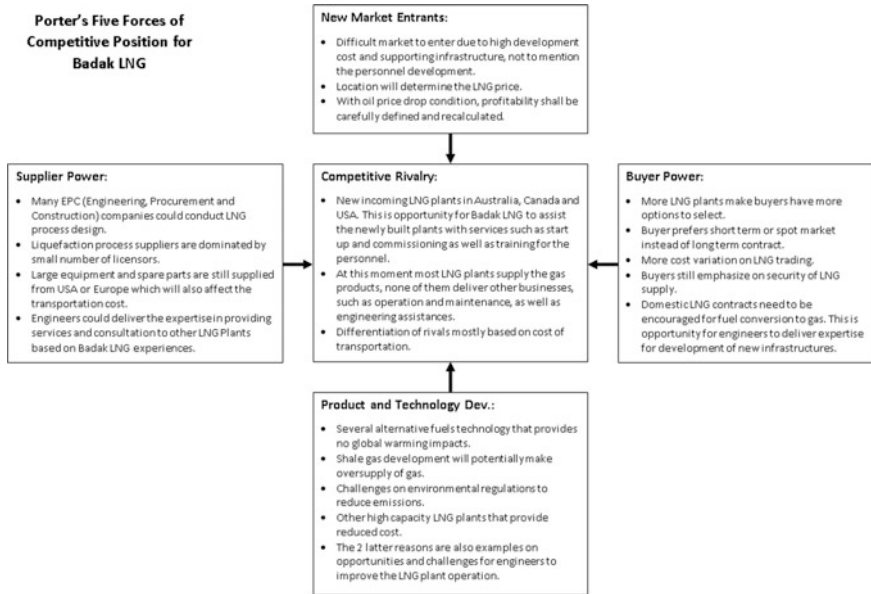 Porter's Five Forces of
Competitive Position for
Badak LNG
New Market Entrants:
• Difficult market to enter due to high development
cost and supporting infrastructure, not to mention
the personnel development.
• Location will determine the LNG price.
• With oil price drop condition, profitability shall be
carefully defined and recalculated.
Supplier Power:
• Many EPC (Engineering, Procurement and
Construction) companies could conduct LNG
process design.
• Liquefaction process suppliers are dominated by
small number of licensors.
• Large equipment and spare parts are still supplied
from USA or Europe which will also affect the
transportation cost.
• Engineers could deliver the expertise in providing
services and consultation to other LNG Plants
based on Badak LNG experiences.
Competitive Rivalry:
• New incoming LNG plants in Australia, Canada and
USA. This is opportunity for Badak LNG to assist
the newly built plants with services such as start
up and commissioning as well as training for the
personnel.
• At this moment most LNG plants supply the gas
products, none of them deliver other businesses,
such as operation and maintenance, as well as
engineering assistances.
• Differentiation of rivals mostly based on cost of
transportation.
Buyer Power:
• More LNG plants make buyers have more
options to select.
• Buyer prefers short term or spot market
instead of long term contract.
• More cost variation on LNG trading.
• Buyers still emphasize on security of LNG
supply.
• Domestic LNG contracts need to be
encouraged for fuel conversion to gas. This is
opportunity for engineers to deliver expertise
for development of new infrastructures.
Product and Technology Dev.:
• Several alternative fuels technology that provides
no global warming impacts.
• Shale gas development will potentially make
oversupply of gas.
• Challenges on environmental regulations to
reduce emissions.
• Other high capacity LNG plants that provide
reduced cost.
• The 2 latter reasons are also examples on
opportunities and challenges for engineers to
improve the LNG plant operation.